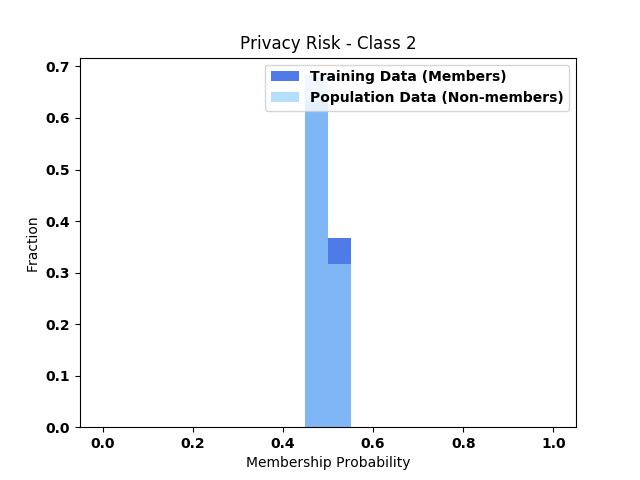 Privacy Risk - Class 2
Training Data (Members)
Population Data (Non-members)
Fraction
0.7
0.6
0.5
0.4
0.3
0.2
0.1
0.0
0.0 0.2 0.4 0.6 0.8 1.0
Membership Probability